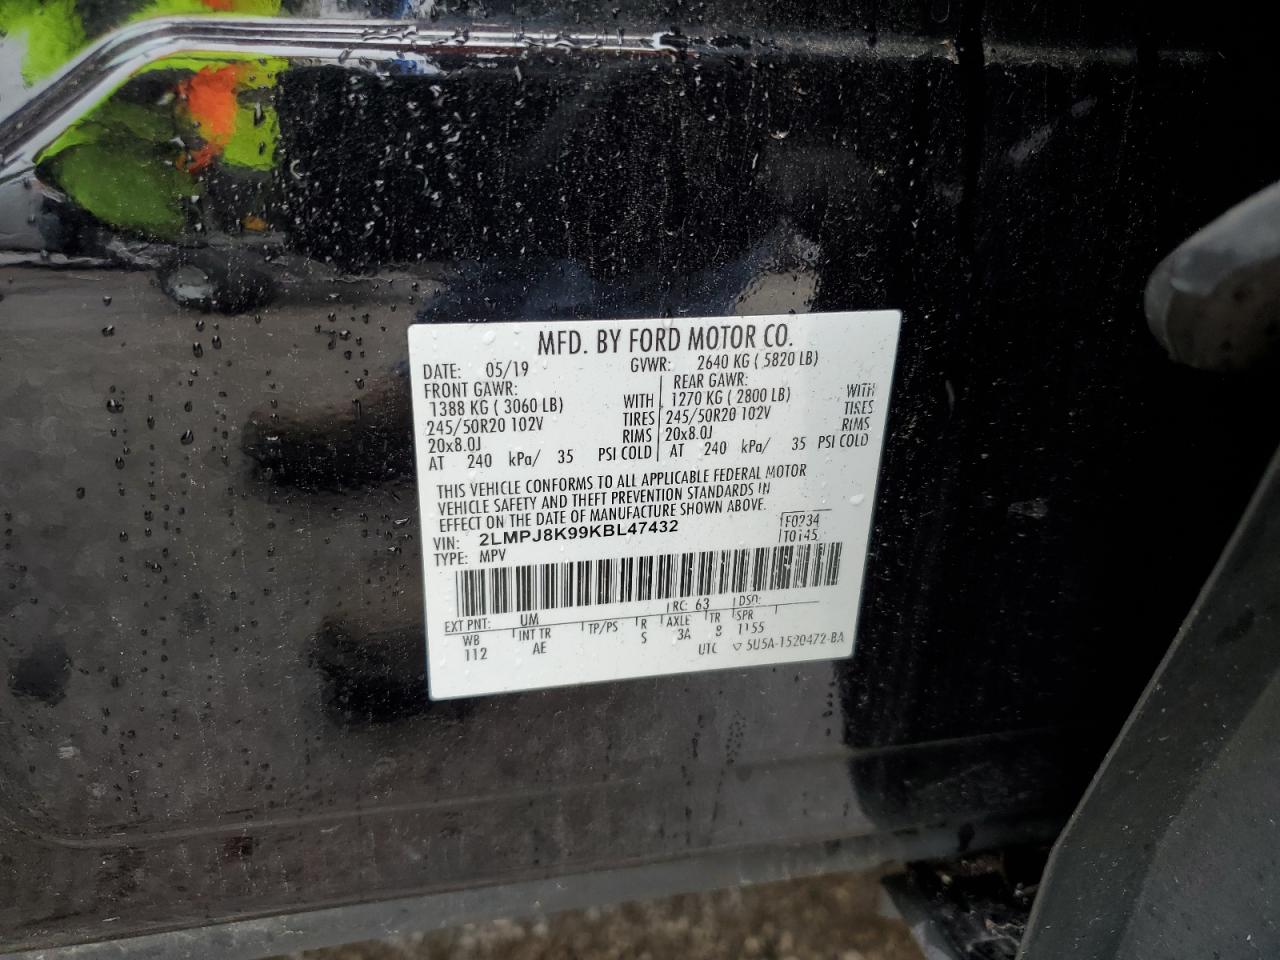 MFD. BY FORD MOTOR CO.
DATE: 05/19 GVWR: 2640 KG ( 5820 LB)
FRONT GAWR: REAR GAWR:
1388 KG ( 3060 LB) WITH 1270 KG ( 2800 LB) WITH
245/50R20 102V TIRES 245/50R20 102V TIRES
20x8.0J RIMS 20x8.0J RIMS
AT 240 kPa/ 35 PSI COLD AT 240 kPa/ 35 PSI COLD
THIS VEHICLE CONFORMS TO ALL APPLICABLE FEDERAL MOTOR
VEHICLE SAFETY AND THEFT PREVENTION STANDARDS IN
EFFECT ON THE DATE OF MANUFACTURE SHOWN ABOVE.
VIN: 2LMPJ8K99KBL47432 F0234
TYPE: MPV T0145
EXT PNT: UM RC: 63 DSO:
WB INT TR TP/PS R AXLE TR SPR
112 AE S 3A 8 1155
UTC 5U5A-1520472-BA